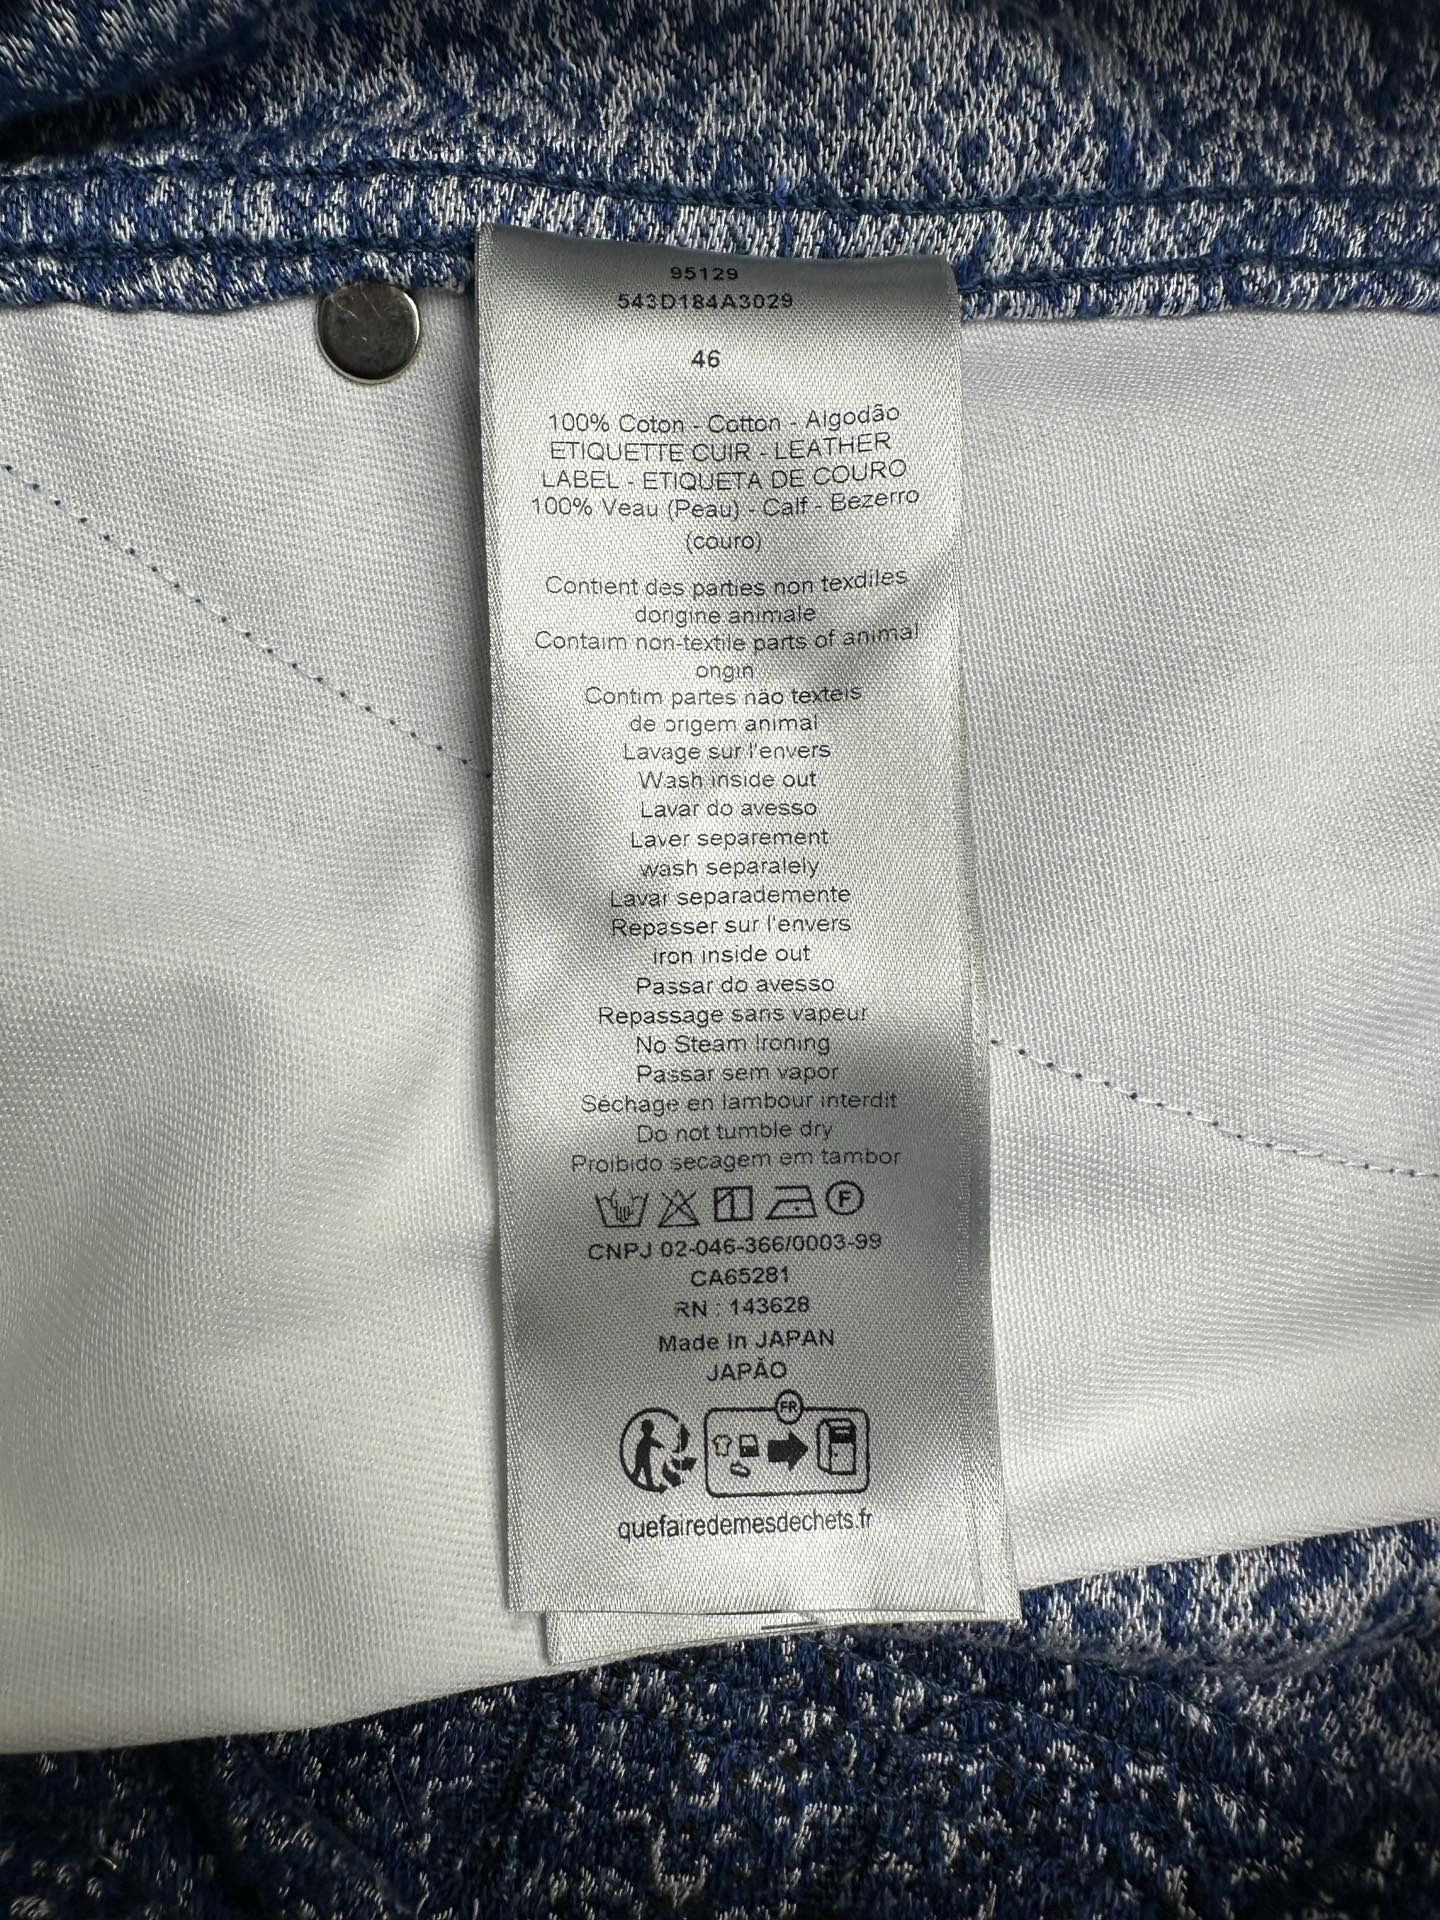 95129
543D184A3029
46
100% Coton - Cotton - Algodão
ETIQUETTE CUIR - LEATHER
LABEL - ETIQUETA DE COURO
100% Veau (Peau) - Calf - Bezerro
(couro)
Contient des parties non texdiles
dorigine animale
Contaim non-textile parts of animal
ongin
Contim partes não texteis
de origem animal
Lavage sur l'envers
Wash inside out
Lavar do avesso
Laver separement
wash separalely
Lavar separademente
Repasser sur l'envers
iron inside out
Passar do avesso
Repassage sans vapeur
No Steam Ironing
Passar sem vapor
Séchage en lambour interdit
Do not tumble dry
Proibido secagem em tambor
F
CNPJ 02-046-366/0003-99
CA65281
RN : 143628
Made In JAPAN
JAPÃO
FR
quefairedemesdechets.fr